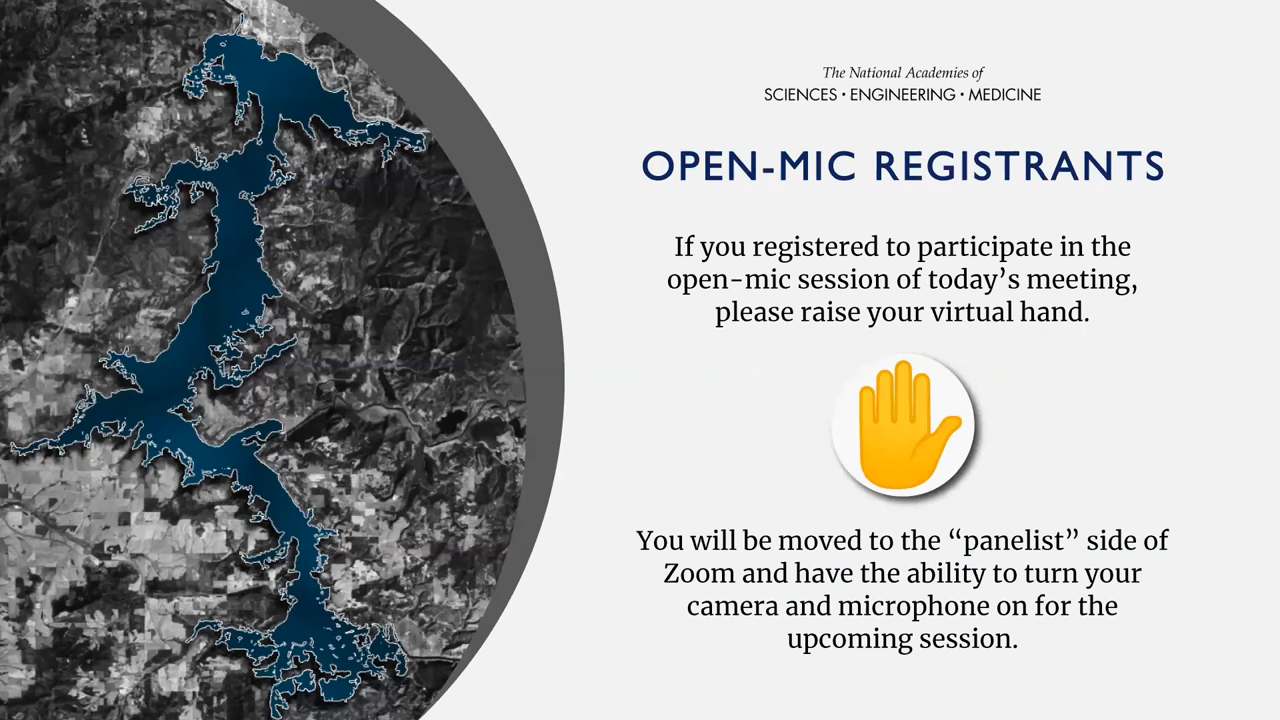 The National Academies of
SCIENCES • ENGINEERING • MEDICINE
OPEN-MIC REGISTRANTS
If you registered to participate in the
open-mic session of today’s meeting,
please raise your virtual hand.
You will be moved to the “panelist” side of
Zoom and have the ability to turn your
camera and microphone on for the
upcoming session.